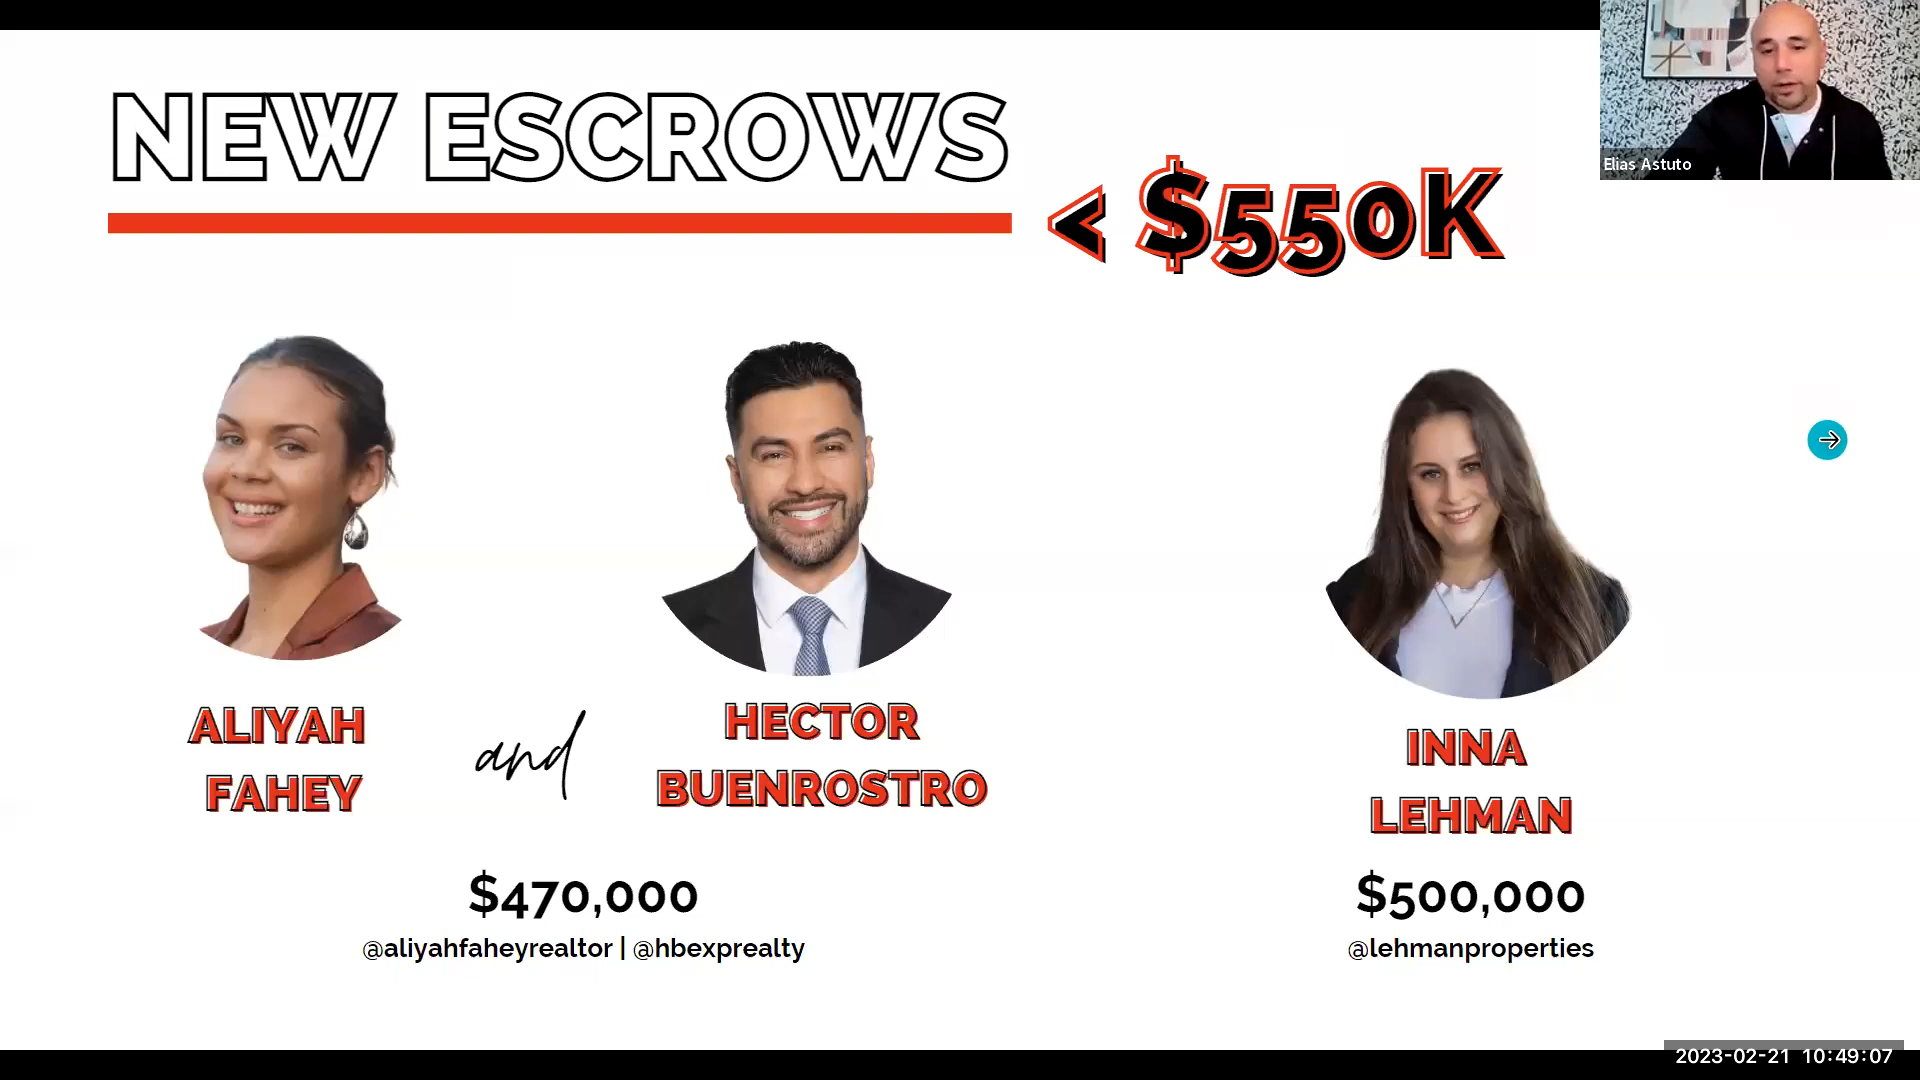 NEW ESCROWS
< $550K
Elias Astuto
ALIYAH
FAHEY
and
HECTOR
BUENROSTRO
$470,000
@aliyahfaheyrealtor | @hbexprealty
INNA
LEHMAN
$500,000
@lehmanproperties
2023-02-21 10:49:07